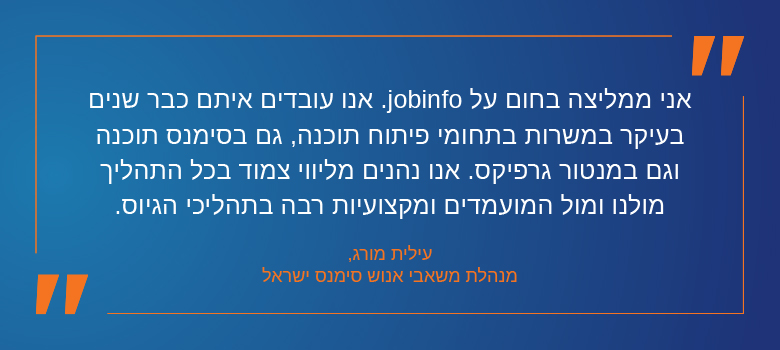 אני ממליצה בחום על jobinfo. אנו עובדים איתם כבר שנים
בעיקר במשרות בתחומי פיתוח תוכנה, גם בסימנס תוכנה
וגם במנטור גרפיקס. אנו נהנים מליווי צמוד בכל התהליך
מולנו ומול המועמדים ומקצועיות רבה בתהליכי הגיוס.
עילית מורג,
מנהלת משאבי אנוש סימנס ישראל